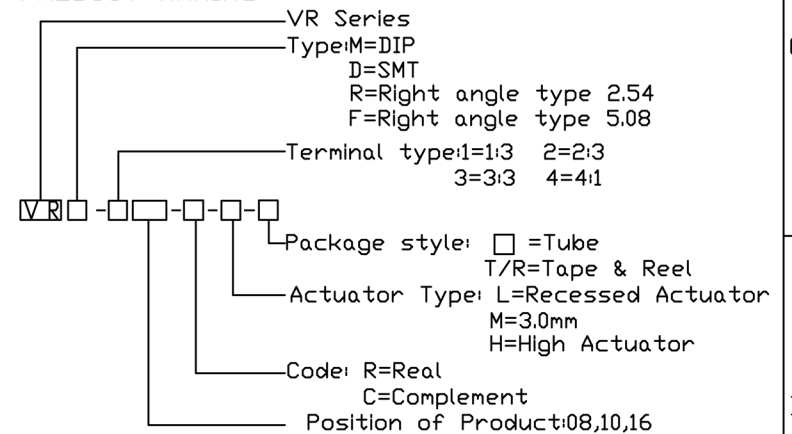 VR Series
Type:M=DIP
D=SMT
R=Right angle type 2.54
F=Right angle type 5.08
Terminal type:1=1:3 2=2:3
3=3:3 4=4:1
VR□-□□-□-□-□
Package style: □ =Tube
T/R=Tape & Reel
Actuator Type: L=Recessed Actuator
M=3.0mm
H=High Actuator
Code: R=Real
C=Complement
Position of Product:08,10,16